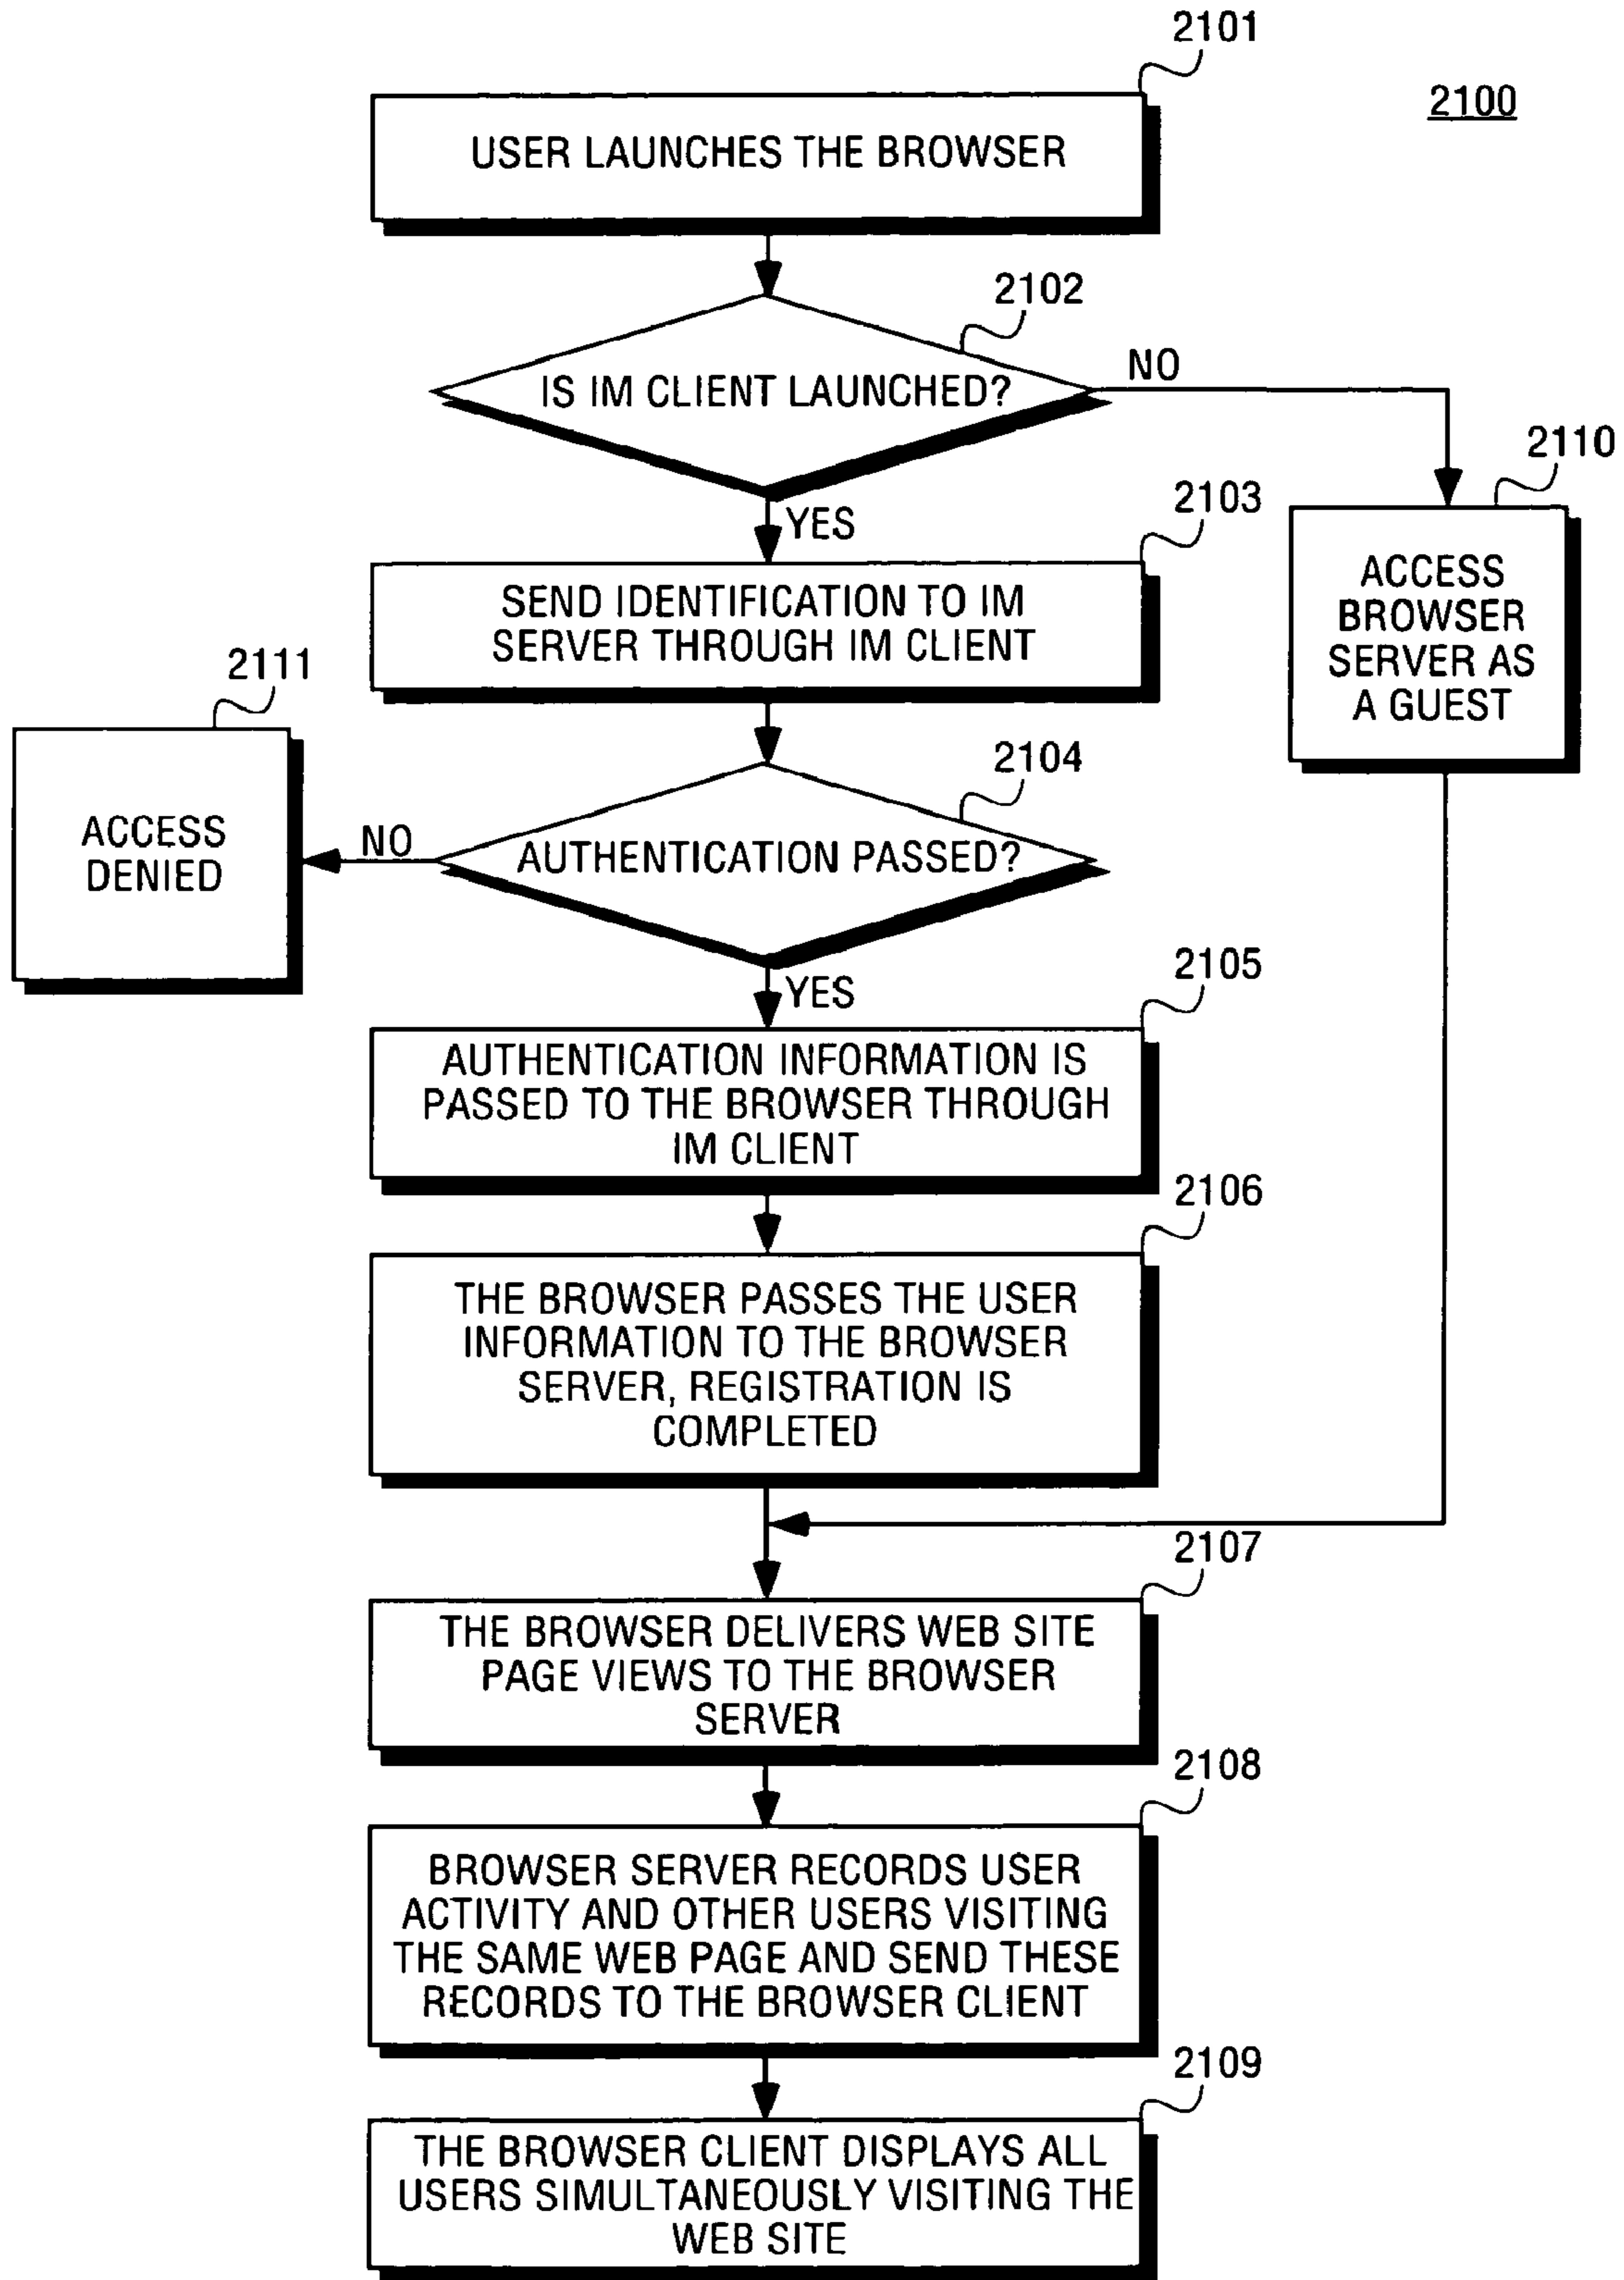 2101
2100
USER LAUNCHES THE BROWSER
2102
IS IM CLIENT LAUNCHED?
NO
2110
ACCESS
BROWSER
SERVER AS
A GUEST
YES
2103
SEND IDENTIFICATION TO IM
SERVER THROUGH IM CLIENT
2111
ACCESS
DENIED
NO
2104
AUTHENTICATION PASSED?
YES
2105
AUTHENTICATION INFORMATION IS
PASSED TO THE BROWSER THROUGH
IM CLIENT
2106
THE BROWSER PASSES THE USER
INFORMATION TO THE BROWSER
SERVER, REGISTRATION IS
COMPLETED
2107
THE BROWSER DELIVERS WEB SITE
PAGE VIEWS TO THE BROWSER
SERVER
2108
BROWSER SERVER RECORDS USER
ACTIVITY AND OTHER USERS VISITING
THE SAME WEB PAGE AND SEND THESE
RECORDS TO THE BROWSER CLIENT
2109
THE BROWSER CLIENT DISPLAYS ALL
USERS SIMULTANEOUSLY VISITING THE
WEB SITE